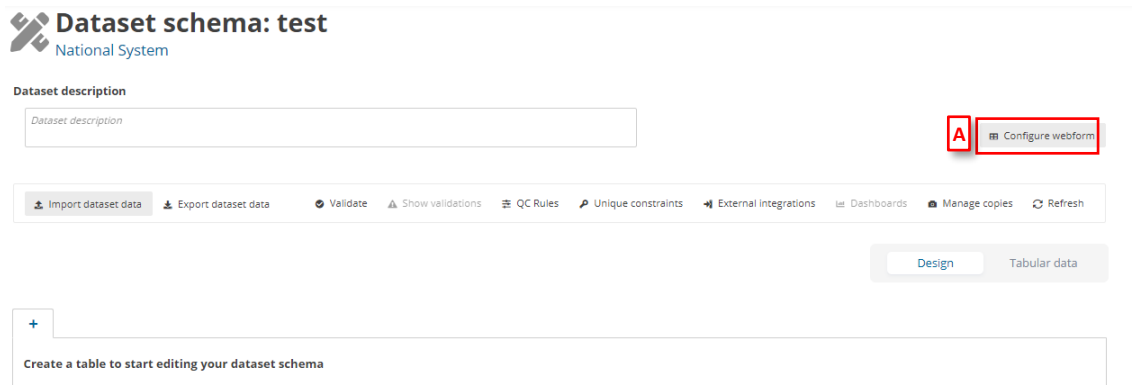 Dataset schema: test
National System
Dataset description
Dataset description
A
Configure webform
Import dataset data Export dataset data Validate Show validations QC Rules Unique constraints External integrations Dashboards Manage copies Refresh
Design Tabular data
+
Create a table to start editing your dataset schema